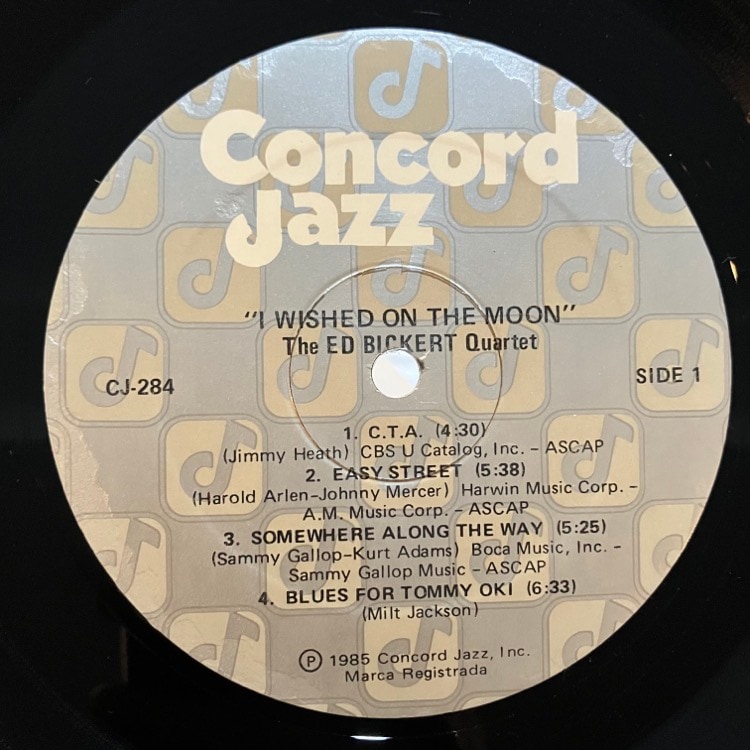 Concord
Jazz
"I WISHED ON THE MOON"
The ED BICKERT Quartet
CJ-284
SIDE 1
1. C.T.A. (4:30)
(Jimmy Heath) CBS U Catalog, Inc. – ASCAP
2. EASY STREET (5:38)
(Harold Arlen-Johnny Mercer) Harwin Music Corp. –
A.M. Music Corp. – ASCAP
3. SOMEWHERE ALONG THE WAY (5:25)
(Sammy Gallop-Kurt Adams) Boca Music, Inc. –
Sammy Gallop Music – ASCAP
4. BLUES FOR TOMMY OKI (6:33)
(Milt Jackson)
Ⓟ 1985 Concord Jazz, Inc.
Marca Registrada